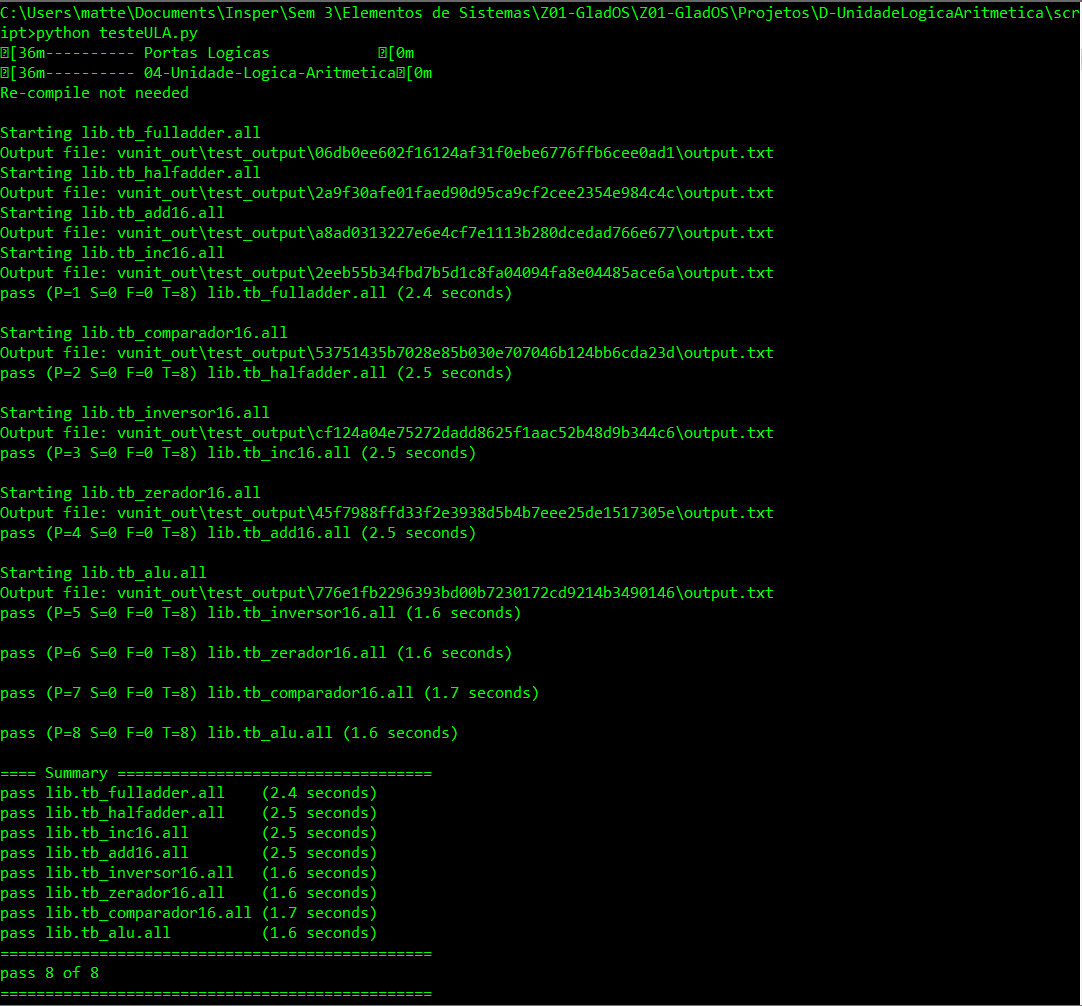 C:\Users\matte\Documents\Insper\Sem 3\Elementos de Sistemas\Z01-GladOS\Z01-GladOS\Projetos\D-UnidadeLogicaAritmetica\scr
ipt>python testeULA.py
[36m---------- Portas Logicas            [0m
[36m---------- 04-Unidade-Logica-Aritmetica[0m
Re-compile not needed

Starting lib.tb_fulladder.all
Output file: vunit_out\test_output\06db0ee602f16124af31f0ebe6776ffb6cee0ad1\output.txt
Starting lib.tb_halfadder.all
Output file: vunit_out\test_output\2a9f30afe01faed90d95ca9cf2cee2354e984c4c\output.txt
Starting lib.tb_add16.all
Output file: vunit_out\test_output\a8ad0313227e6e4cf7e1113b280dcedad766e677\output.txt
Starting lib.tb_inc16.all
Output file: vunit_out\test_output\2eeb55b34fbd7b5d1c8fa04094fa8e04485ace6a\output.txt
pass (P=1 S=0 F=0 T=8) lib.tb_fulladder.all (2.4 seconds)

Starting lib.tb_comparador16.all
Output file: vunit_out\test_output\53751435b7028e85b030e707046b124bb6cda23d\output.txt
pass (P=2 S=0 F=0 T=8) lib.tb_halfadder.all (2.5 seconds)

Starting lib.tb_inversor16.all
Output file: vunit_out\test_output\cf124a04e75272dadd8625f1aac52b48d9b344c6\output.txt
pass (P=3 S=0 F=0 T=8) lib.tb_inc16.all (2.5 seconds)

Starting lib.tb_zerador16.all
Output file: vunit_out\test_output\45f7988ffd33f2e3938d5b4b7eee25de1517305e\output.txt
pass (P=4 S=0 F=0 T=8) lib.tb_add16.all (2.5 seconds)

Starting lib.tb_alu.all
Output file: vunit_out\test_output\776e1fb2296393bd00b7230172cd9214b3490146\output.txt
pass (P=5 S=0 F=0 T=8) lib.tb_inversor16.all (1.6 seconds)

pass (P=6 S=0 F=0 T=8) lib.tb_zerador16.all (1.6 seconds)

pass (P=7 S=0 F=0 T=8) lib.tb_comparador16.all (1.7 seconds)

pass (P=8 S=0 F=0 T=8) lib.tb_alu.all (1.6 seconds)

==== Summary ===================================
pass lib.tb_fulladder.all    (2.4 seconds)
pass lib.tb_halfadder.all    (2.5 seconds)
pass lib.tb_inc16.all        (2.5 seconds)
pass lib.tb_add16.all        (2.5 seconds)
pass lib.tb_inversor16.all   (1.6 seconds)
pass lib.tb_zerador16.all    (1.6 seconds)
pass lib.tb_comparador16.all (1.7 seconds)
pass lib.tb_alu.all          (1.6 seconds)
================================================
pass 8 of 8
================================================